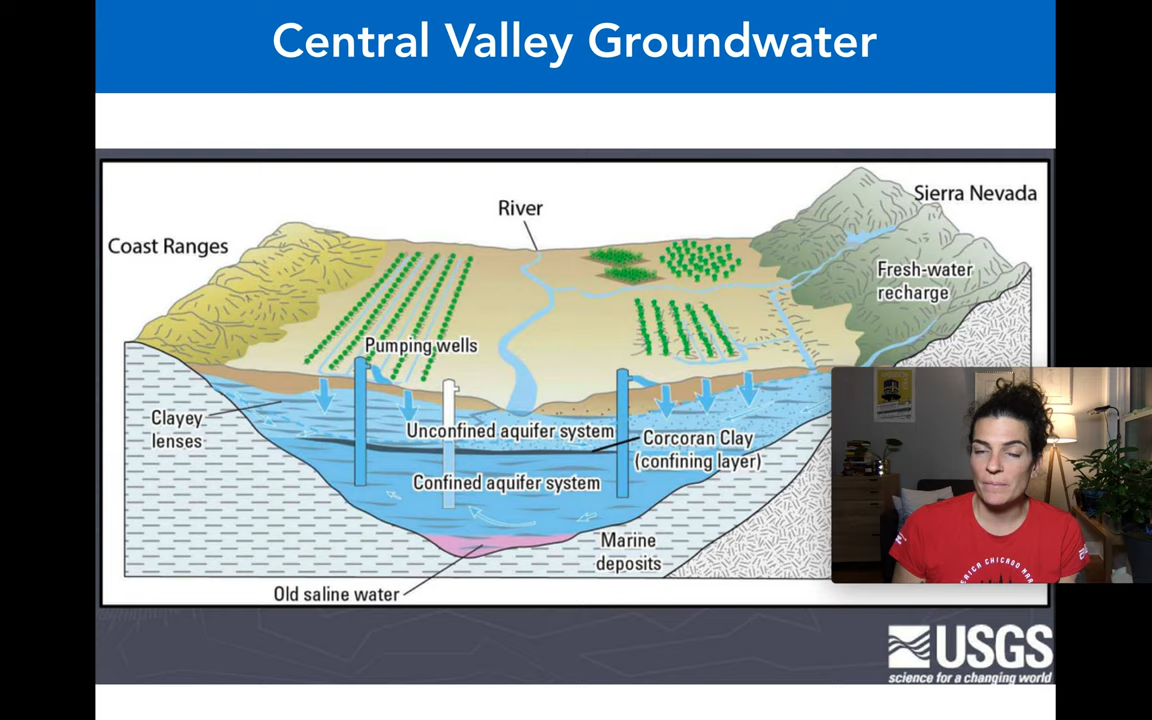 Central Valley Groundwater
Sierra Nevada
River
Coast Ranges
Fresh-water
recharge
Pumping wells
Clayey
lenses
Unconfined aquifer system
Corcoran Clay
(confining layer)
Confined aquifer system
Marine
deposits
Old saline water
USGS
science for a changing world